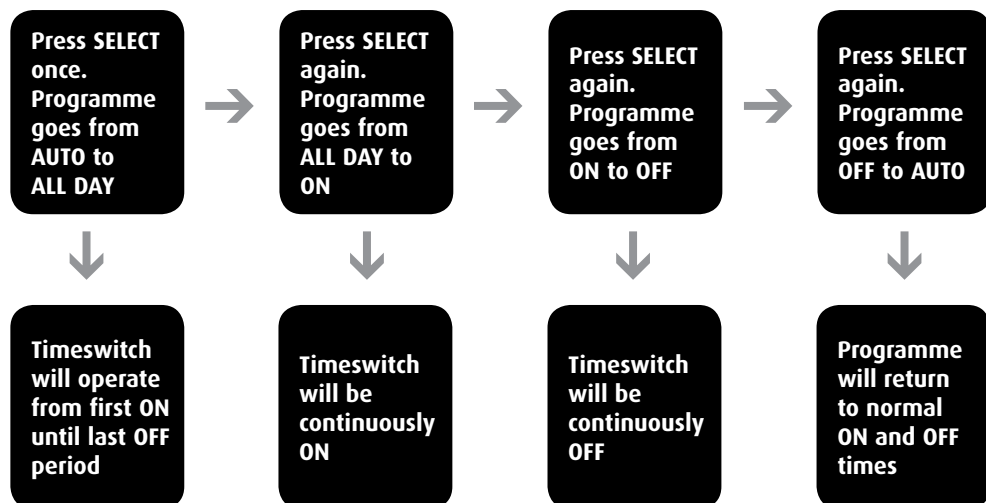 Press SELECT
once.
Programme
goes from
AUTO to
ALL DAY
Press SELECT
again.
Programme
goes from
ALL DAY to
ON
Press SELECT
again.
Programme
goes from
ON to OFF
Press SELECT
again.
Programme
goes from
OFF to AUTO
Timeswitch
will operate
from first ON
until last OFF
period
Timeswitch
will be
continuously
ON
Timeswitch
will be
continuously
OFF
Programme
will return
to normal
ON and OFF
times